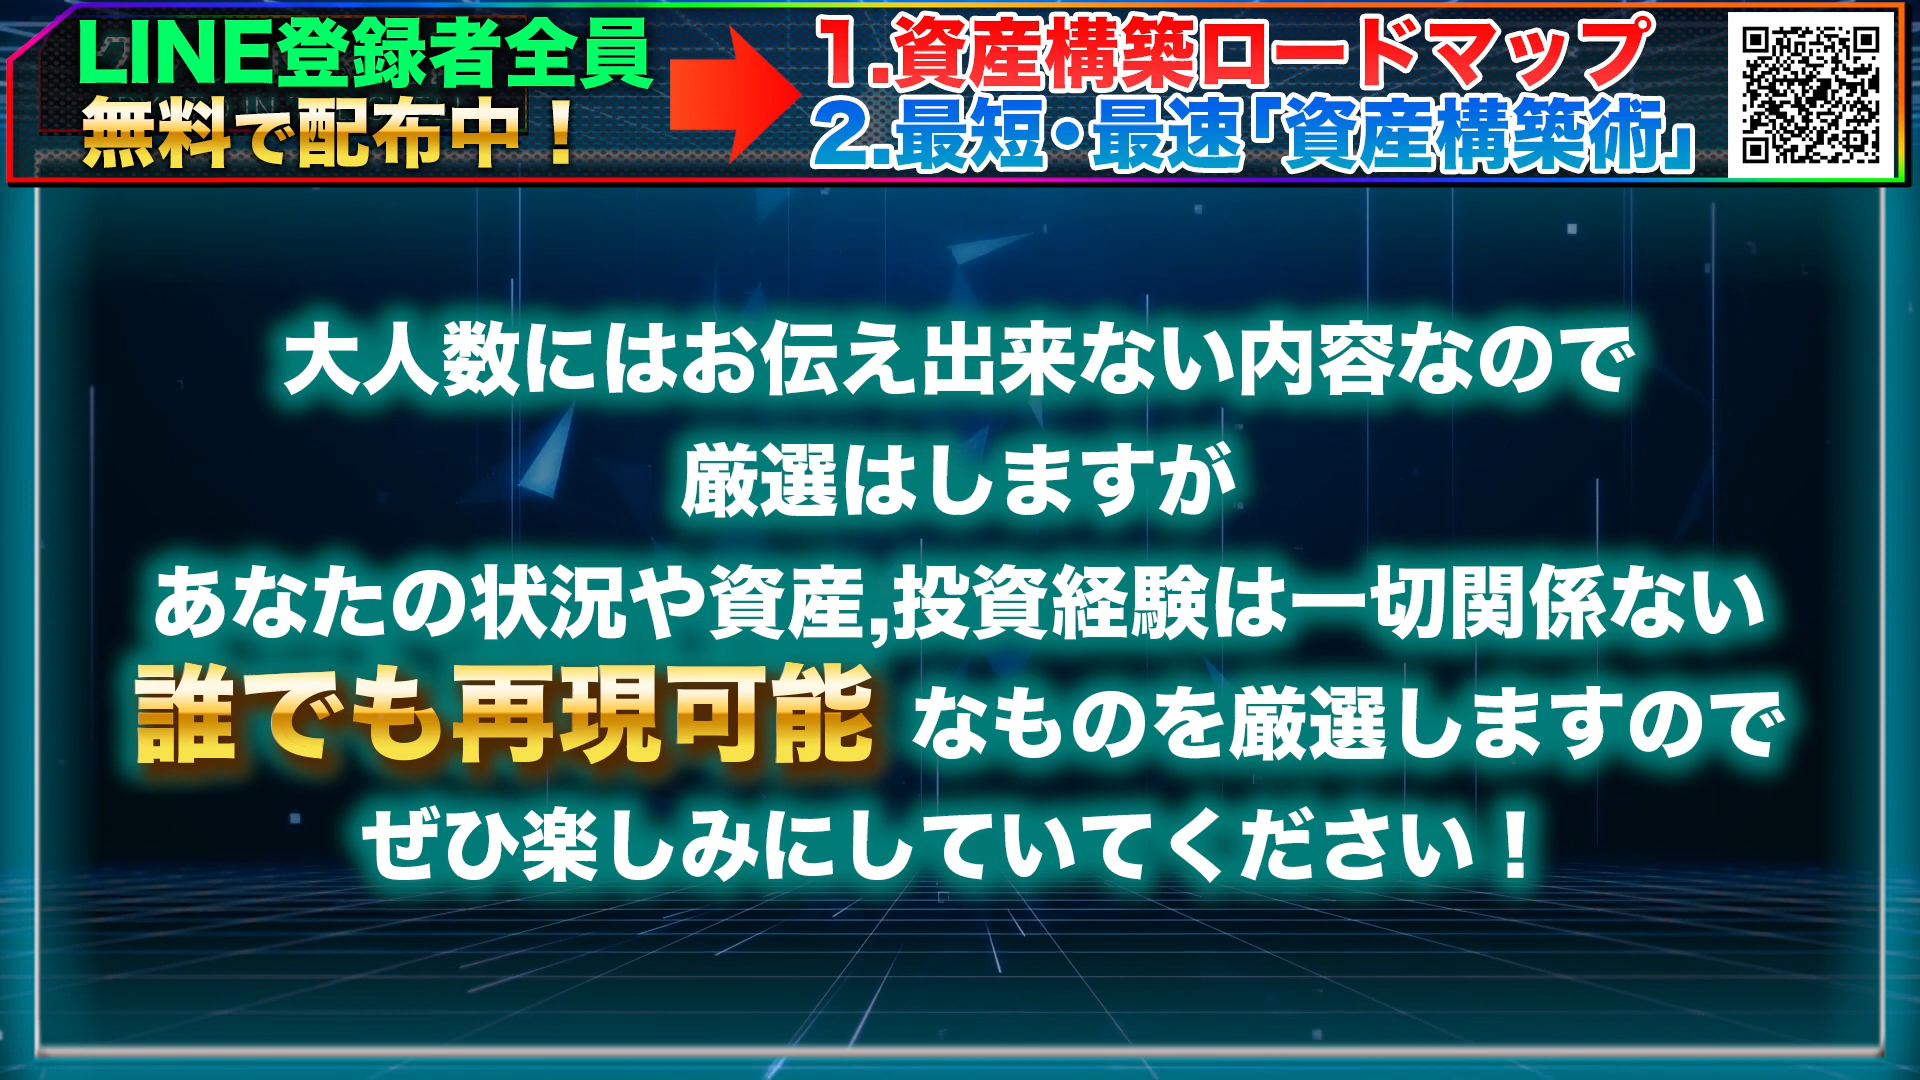 LINE登録者全員
無料で配布中！
1.資産構築ロードマップ
2.最短・最速「資産構築術」
大人数にはお伝え出来ない内容なので
厳選はしますが
あなたの状況や資産,投資経験は一切関係ない
誰でも再現可能 なものを厳選しますので
ぜひ楽しみにしていてください！